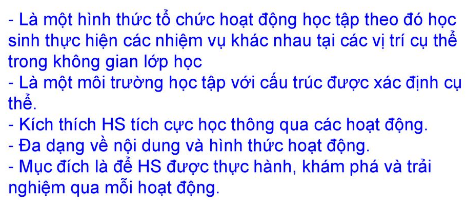 - Là một hình thức tổ chức hoạt động học tập theo đó học
sinh thực hiện các nhiệm vụ khác nhau tại các vị trí cụ thể
trong không gian lớp học
- Là một môi trường học tập với cấu trúc được xác định cụ
thể.
- Kích thích HS tích cực học thông qua các hoạt động.
- Đa dạng về nội dung và hình thức hoạt động.
- Mục đích là để HS được thực hành, khám phá và trải
nghiệm qua mỗi hoạt động.